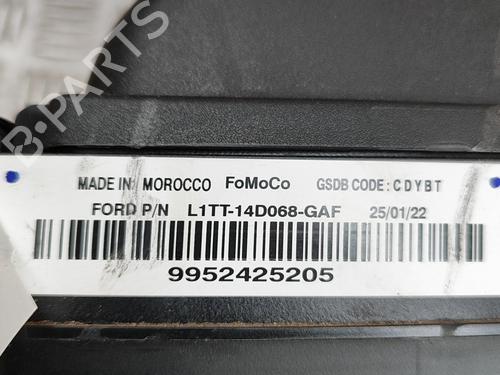 B-PARTS
MADE IN: MOROCCO FoMoCo GSDB CODE: CDYBT
FORD P/N L1TT-14D068-GAF 25/01/22
9952425205